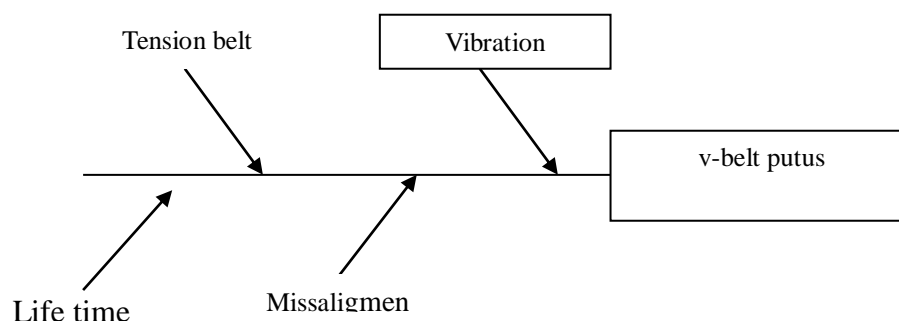 Tension belt
Vibration
v-belt putus
Life time
Missaligmen